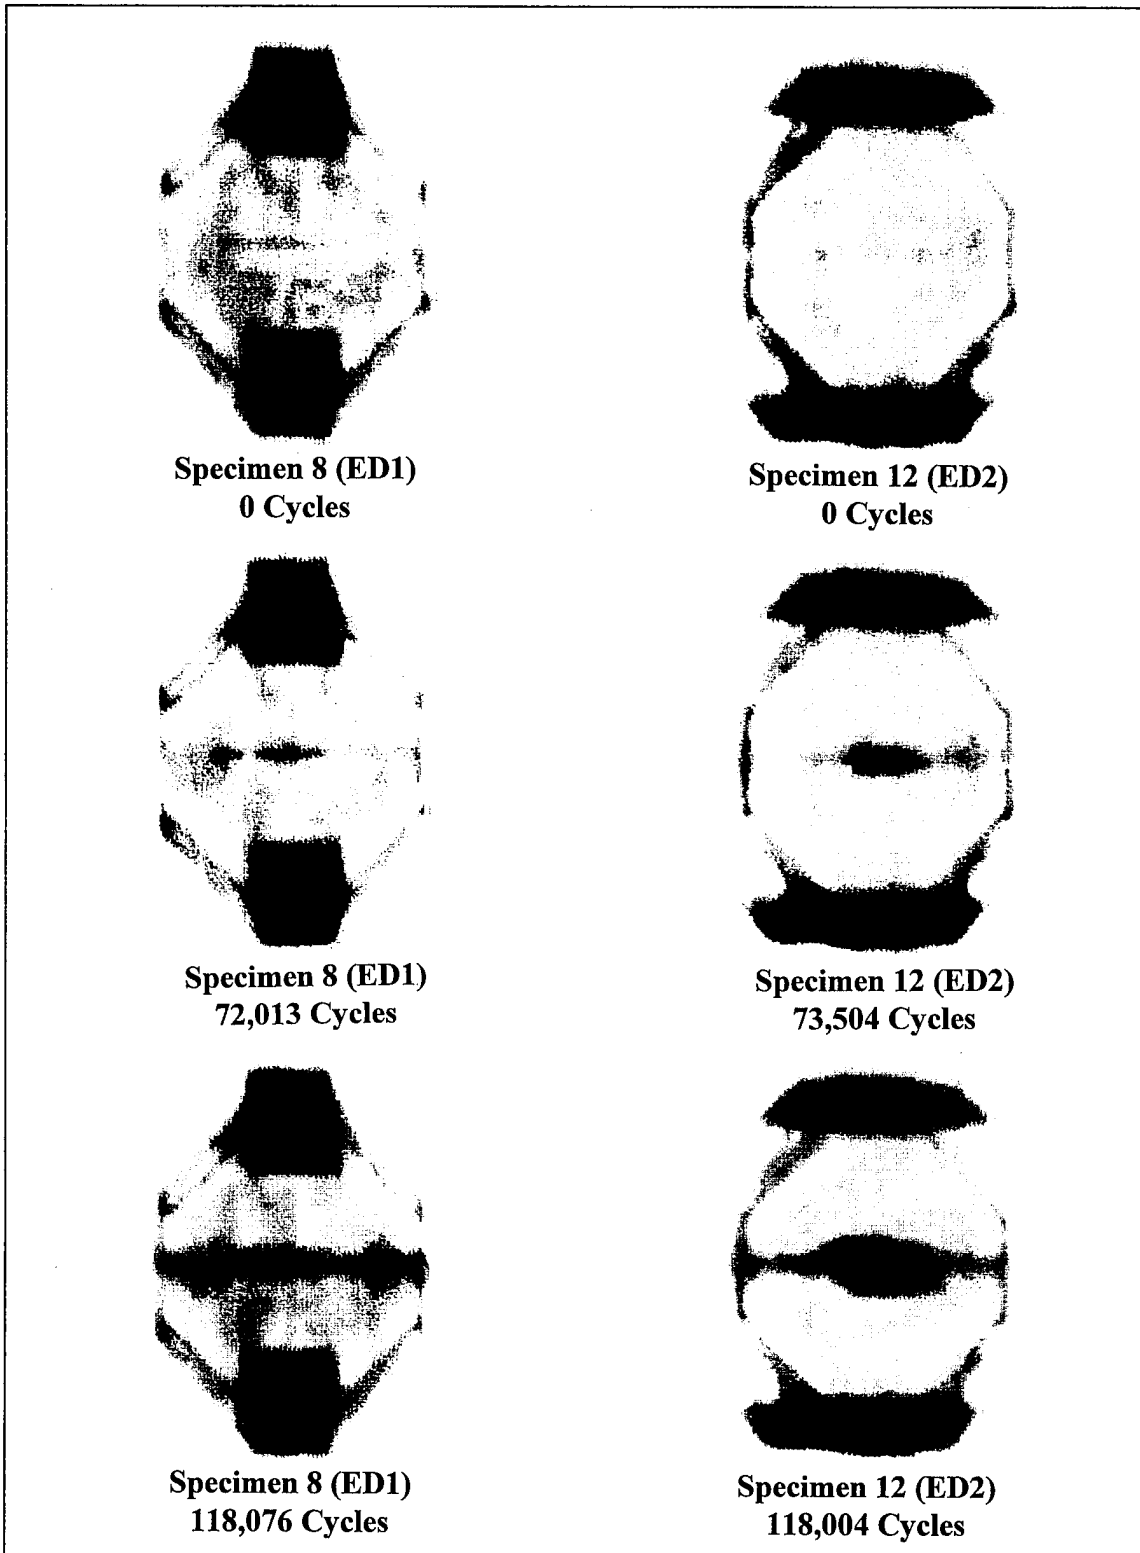 Specimen 8 (ED1)
0 Cycles
Specimen 12 (ED2)
0 Cycles
Specimen 8 (ED1)
72,013 Cycles
Specimen 12 (ED2)
73,504 Cycles
Specimen 8 (ED1)
118,076 Cycles
Specimen 12 (ED2)
118,004 Cycles